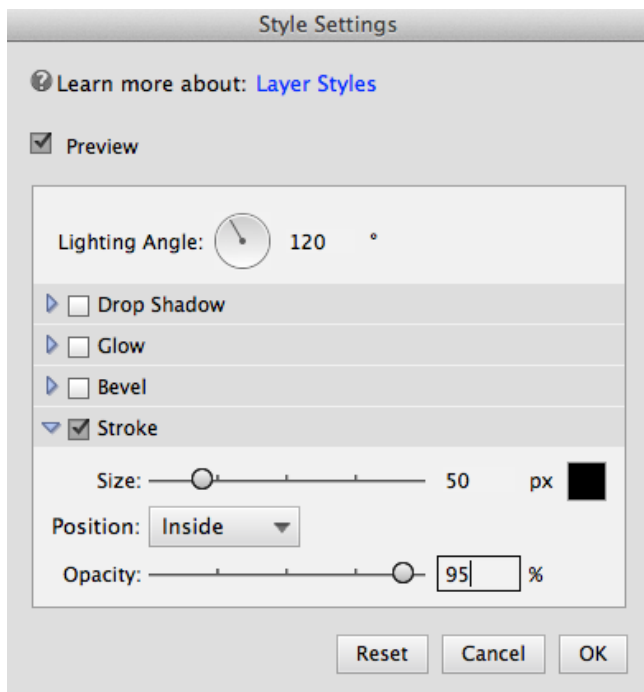 Style Settings
Learn more about: Layer Styles
Preview
Lighting Angle: 120 °
Drop Shadow
Glow
Bevel
Stroke
Size: 50 px
Position: Inside
Opacity: 95 %
Reset Cancel OK